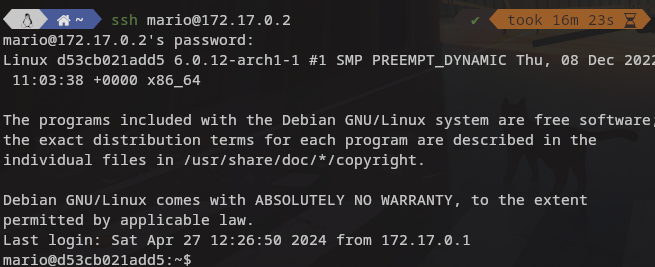 ~ ssh mario@172.17.0.2 ✔ took 16m 23s
mario@172.17.0.2's password:
Linux d53cb021add5 6.0.12-arch1-1 #1 SMP PREEMPT_DYNAMIC Thu, 08 Dec 2022
11:03:38 +0000 x86_64
The programs included with the Debian GNU/Linux system are free software;
the exact distribution terms for each program are described in the
individual files in /usr/share/doc/*/copyright.
Debian GNU/Linux comes with ABSOLUTELY NO WARRANTY, to the extent
permitted by applicable law.
Last login: Sat Apr 27 12:26:50 2024 from 172.17.0.1
mario@d53cb021add5:~$